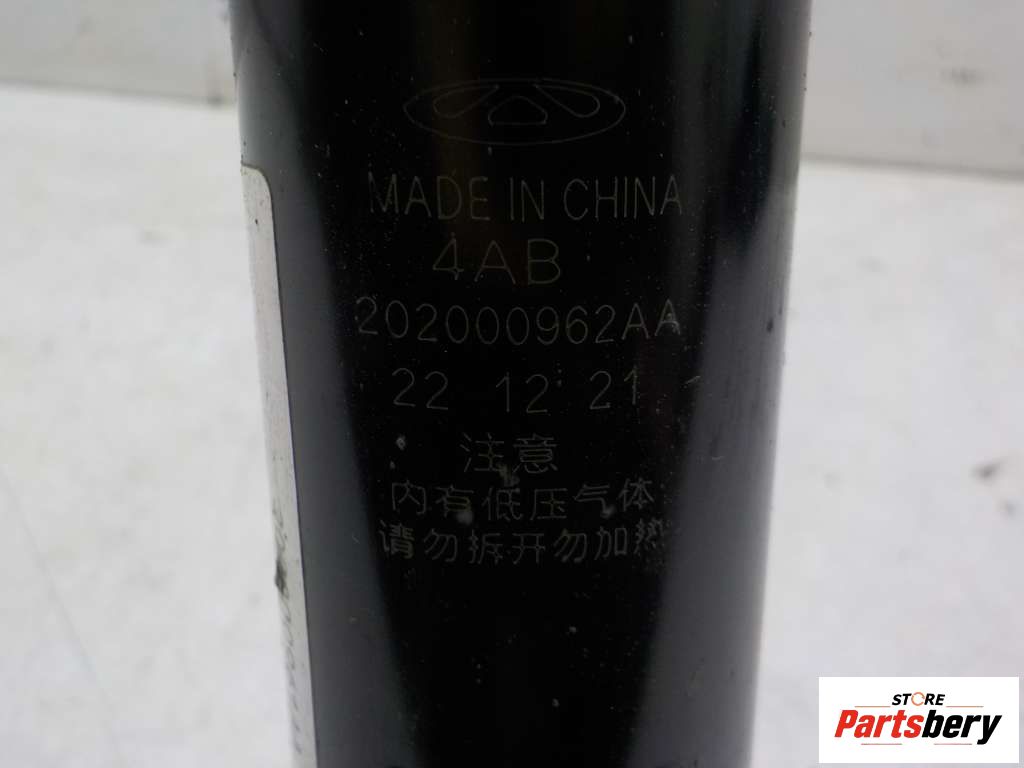 MADE IN CHINA
4AB
202000962AA
22 12 21
注意
内有低压气体
请勿拆开勿加热
STORE
Partsbery